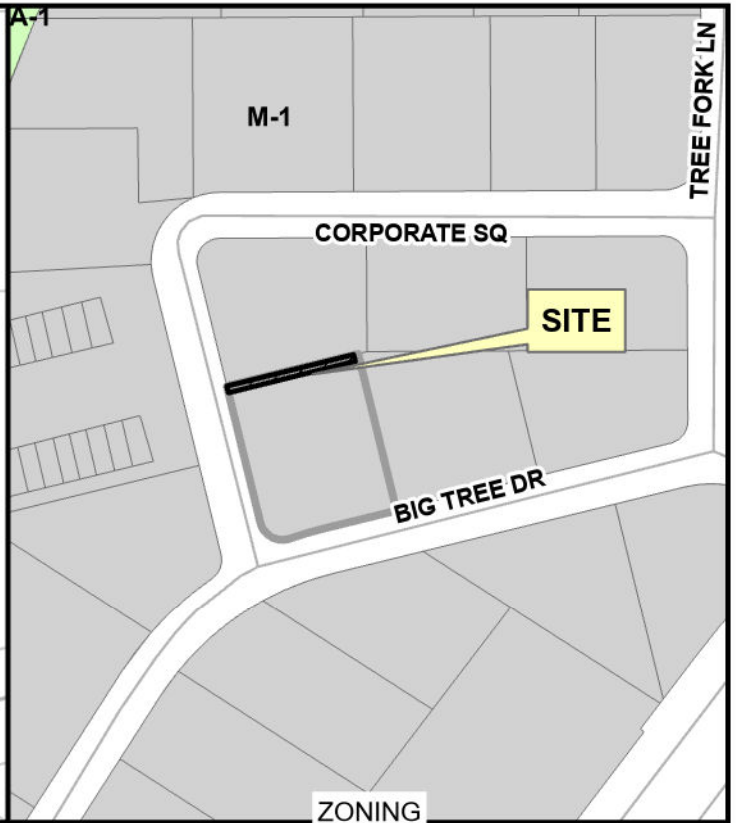 A-1
TREE FORK LN
M-1
CORPORATE SQ
SITE
BIG TREE DR
ZONING